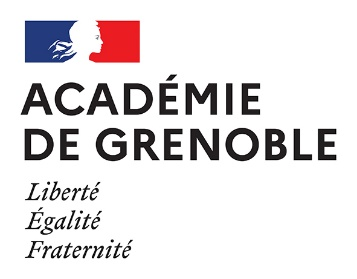 ACADÉMIE
DE GRENOBLE
Liberté
Égalité
Fraternité